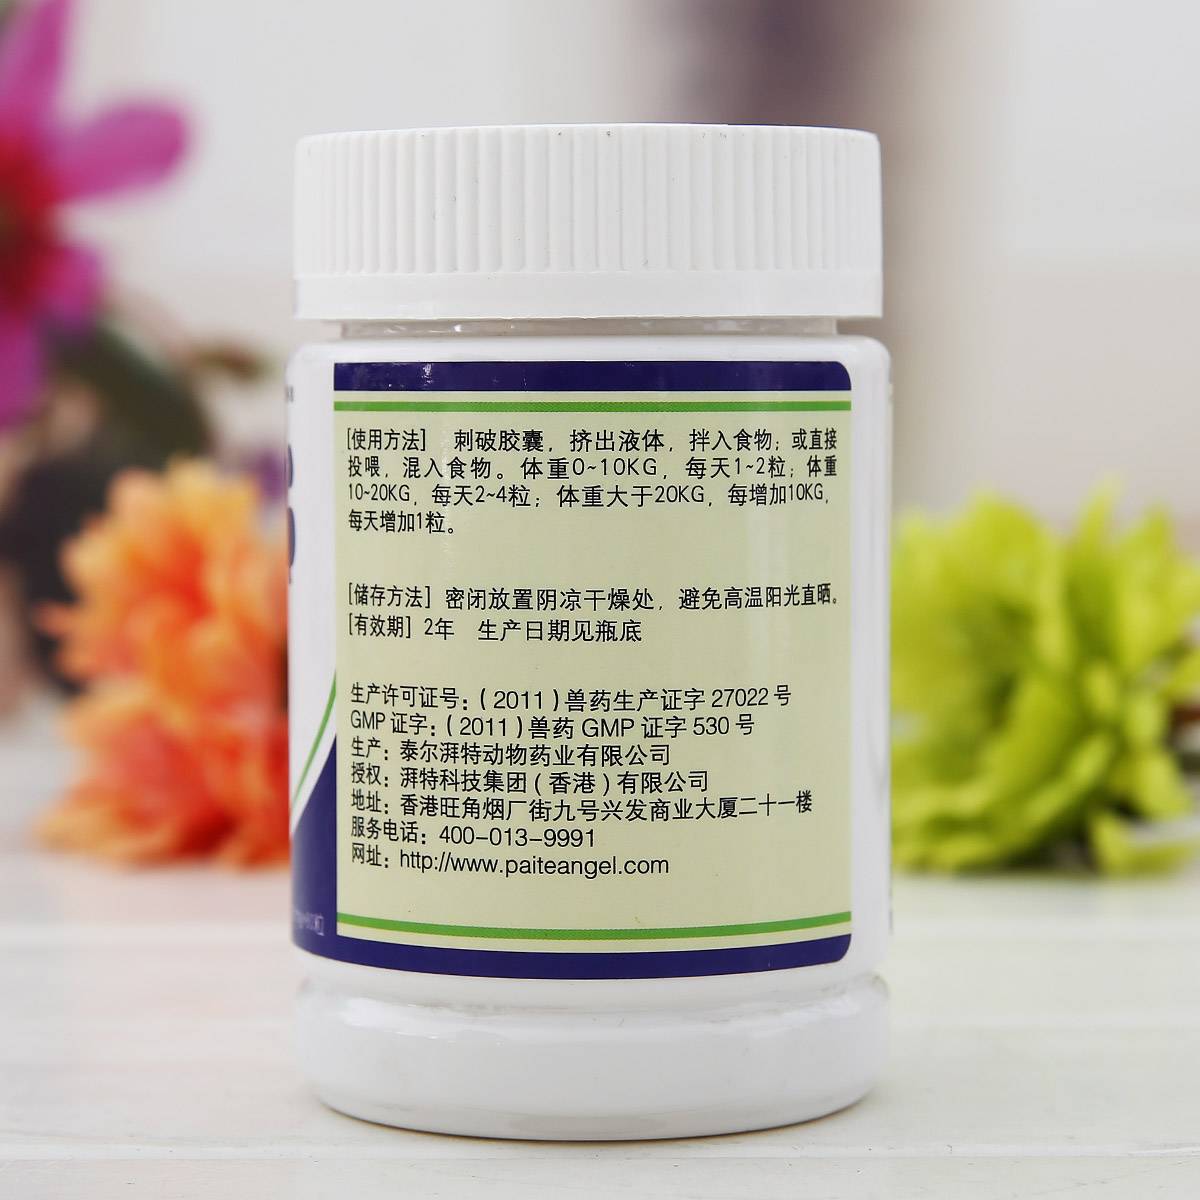 [使用方法] 刺破胶囊，挤出液体，拌入食物；或直接
投喂，混入食物。体重0~10KG，每天1~2粒；体重
10~20KG，每天2~4粒；体重大于20KG，每增加10KG，
每天增加1粒。
[储存方法] 密闭放置阴凉干燥处，避免高温阳光直晒。
[有效期] 2年 生产日期见瓶底
生产许可证号：(2011)兽药生产证字 27022 号
GMP 证字：(2011)兽药 GMP 证字 530 号
生产：泰尔湃特动物药业有限公司
授权：湃特科技集团(香港)有限公司
地址：香港旺角烟厂街九号兴发商业大厦二十一楼
服务电话：400-013-9991
网址：http://www.paiteangel.com